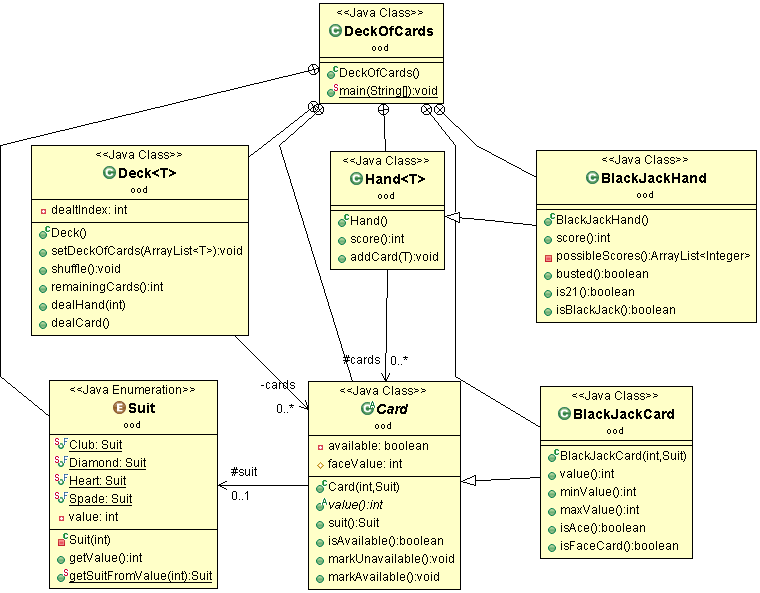 <<Java Class>>
DeckOfCards
ood
DeckOfCards()
main(String[]):void
<<Java Class>>
Deck<T>
ood
dealtIndex: int
Deck()
setDeckOfCards(ArrayList<T>):void
shuffle():void
remainingCards():int
dealHand(int)
dealCard()
<<Java Class>>
Hand<T>
ood
Hand()
score():int
addCard(T):void
<<Java Class>>
BlackJackHand
ood
BlackJackHand()
score():int
possibleScores():ArrayList<Integer>
busted():boolean
is21():boolean
isBlackJack():boolean
-cards
0..*
#cards
0..*
<<Java Enumeration>>
Suit
ood
Club: Suit
Diamond: Suit
Heart: Suit
Spade: Suit
value: int
Suit(int)
getValue():int
getSuitFromValue(int):Suit
#suit
0..1
<<Java Class>>
Card
ood
available: boolean
faceValue: int
Card(int,Suit)
value():int
suit():Suit
isAvailable():boolean
markUnavailable():void
markAvailable():void
<<Java Class>>
BlackJackCard
ood
BlackJackCard(int,Suit)
value():int
minValue():int
maxValue():int
isAce():boolean
isFaceCard():boolean